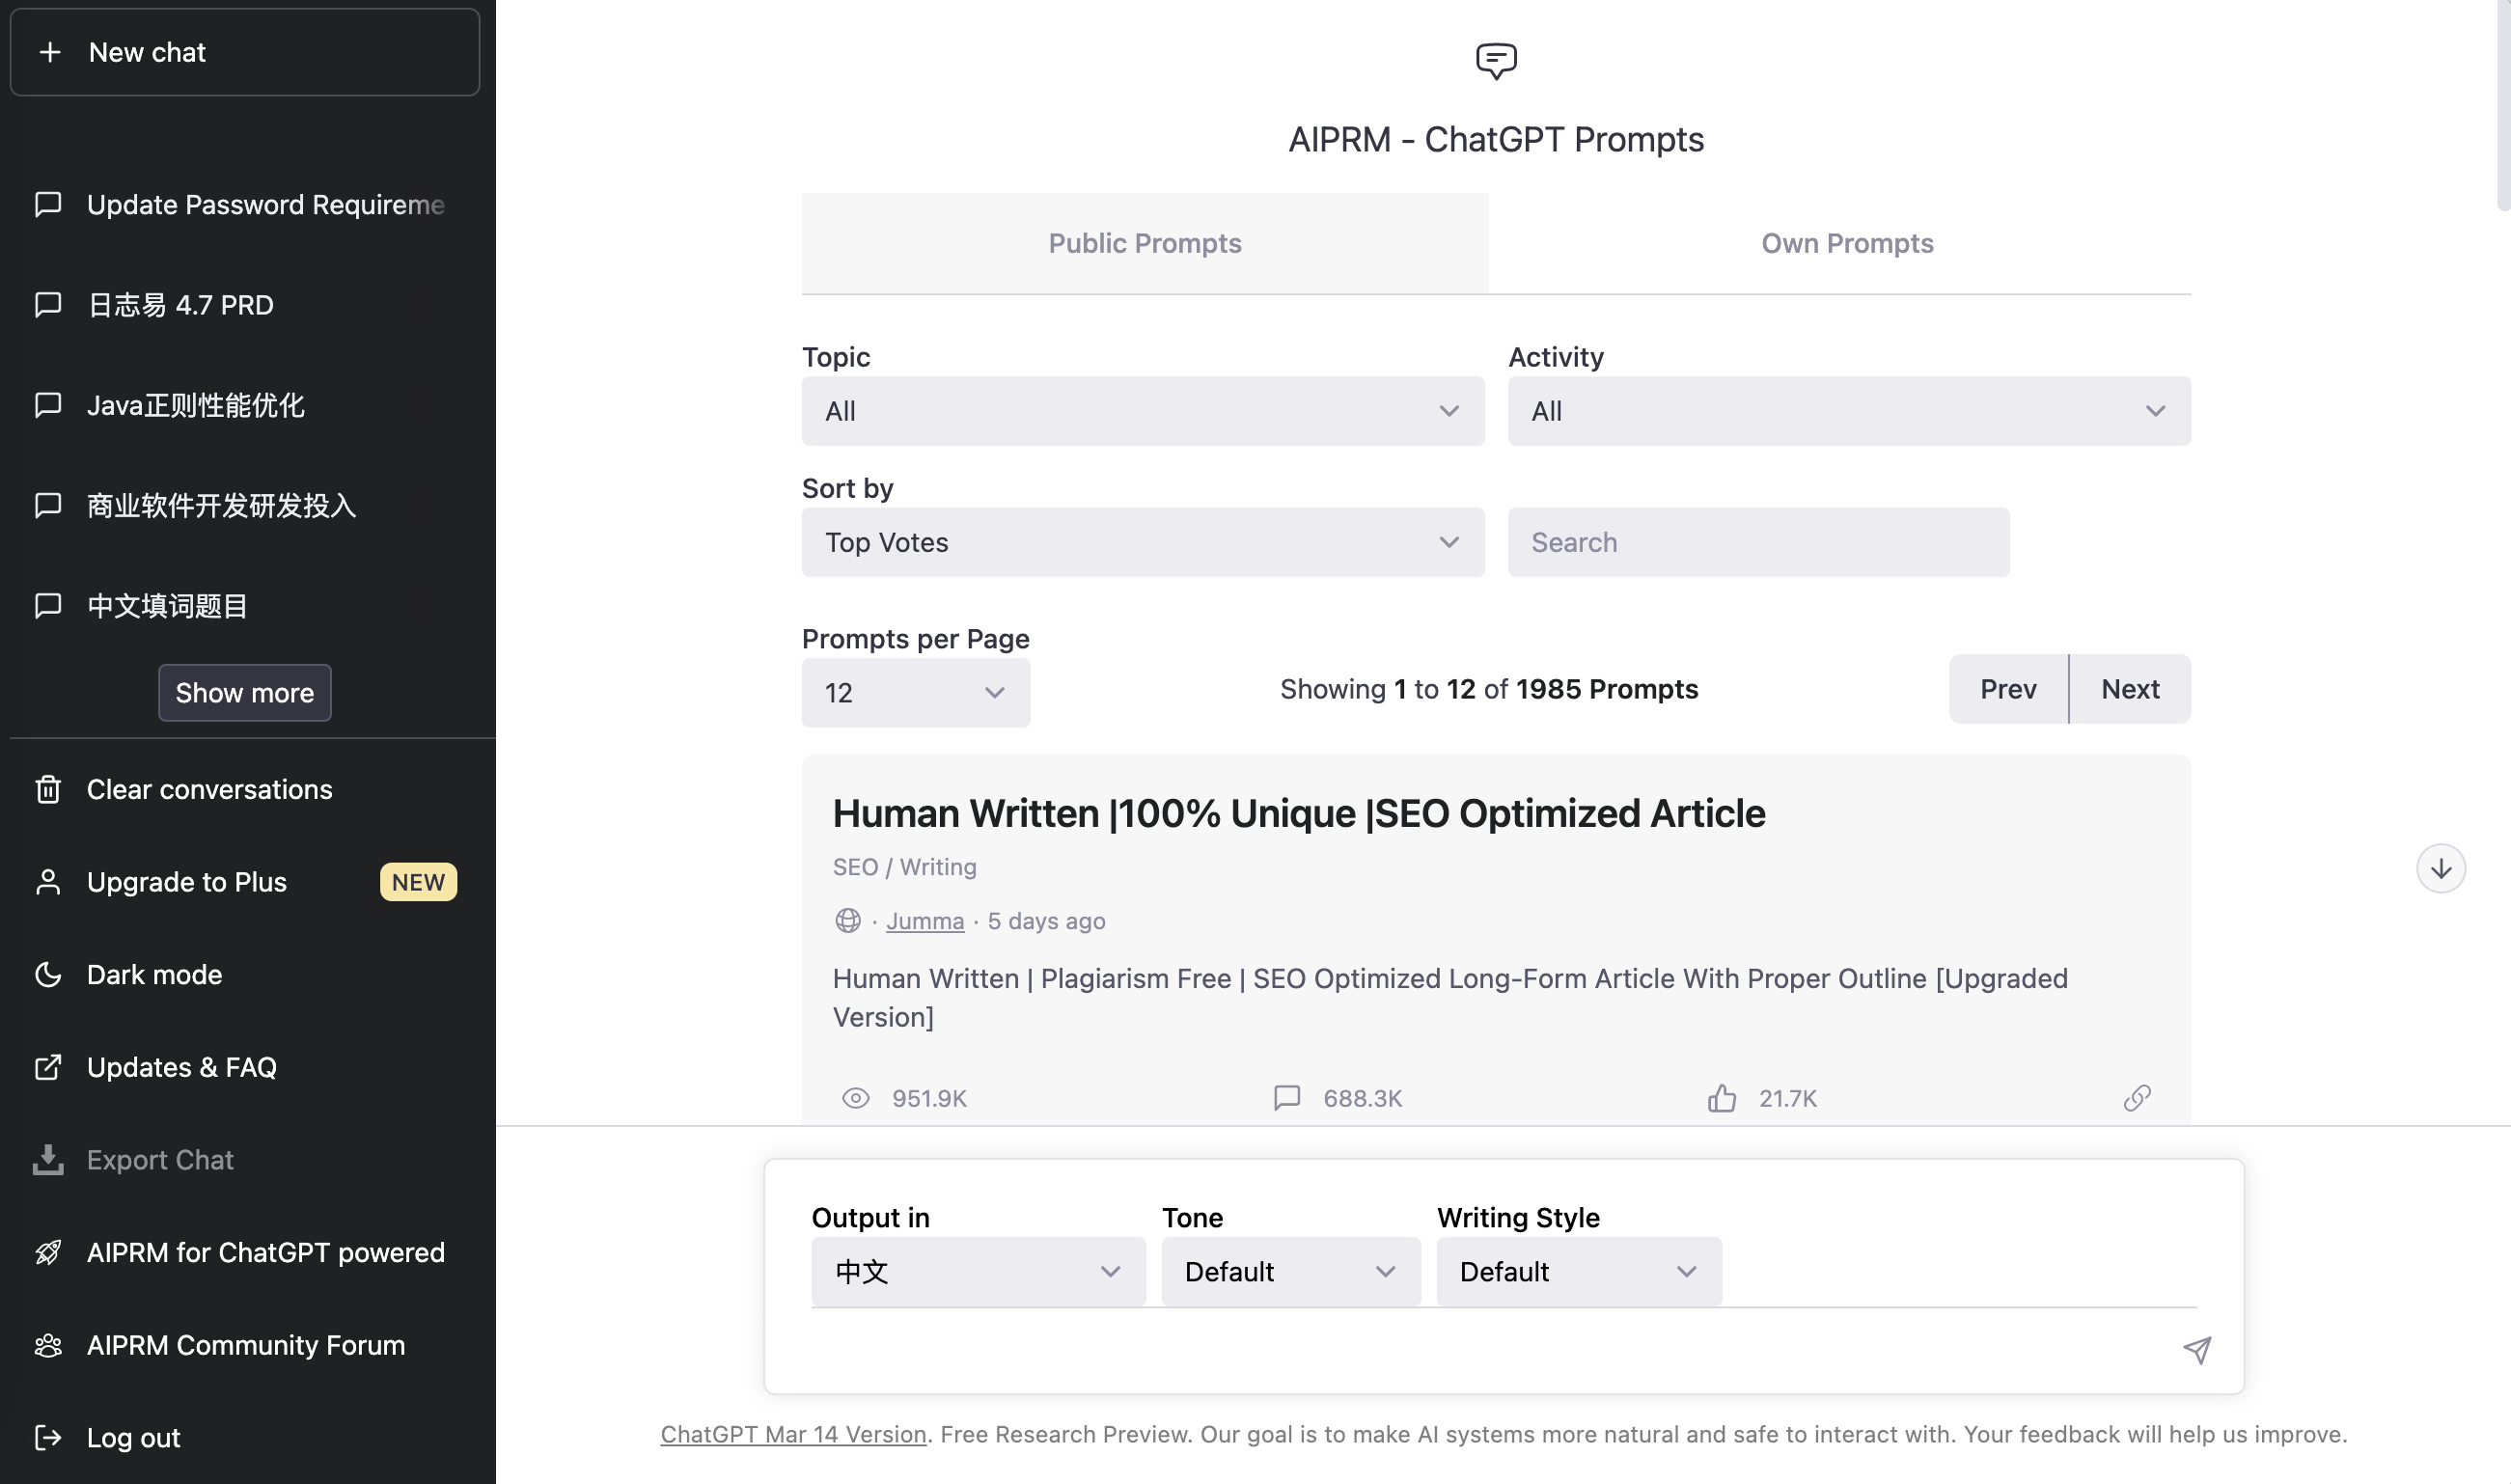 New chat
Update Password Requireme
日志易 4.7 PRD
Java正则性能优化
商业软件开发研发投入
中文填词题目
Show more
Clear conversations
Upgrade to Plus NEW
Dark mode
Updates & FAQ
Export Chat
AIPRM for ChatGPT powered
AIPRM Community Forum
Log out
AIPRM - ChatGPT Prompts
Public Prompts Own Prompts
Topic Activity
All All
Sort by
Top Votes Search
Prompts per Page
12 Showing 1 to 12 of 1985 Prompts Prev Next
Human Written |100% Unique |SEO Optimized Article
SEO / Writing
· Jumma · 5 days ago
Human Written | Plagiarism Free | SEO Optimized Long-Form Article With Proper Outline [Upgraded
Version]
951.9K 688.3K 21.7K
Output in Tone Writing Style
中文 Default Default
ChatGPT Mar 14 Version. Free Research Preview. Our goal is to make AI systems more natural and safe to interact with. Your feedback will help us improve.